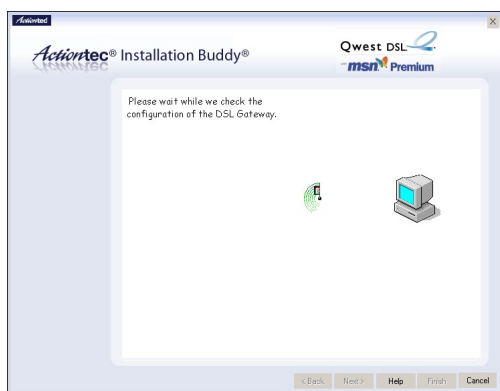 Actiontec
Actiontec® Installation Buddy®
Qwest DSL
msn Premium
Please wait while we check the
configuration of the DSL Gateway.
< Back
Next >
Help
Finish
Cancel